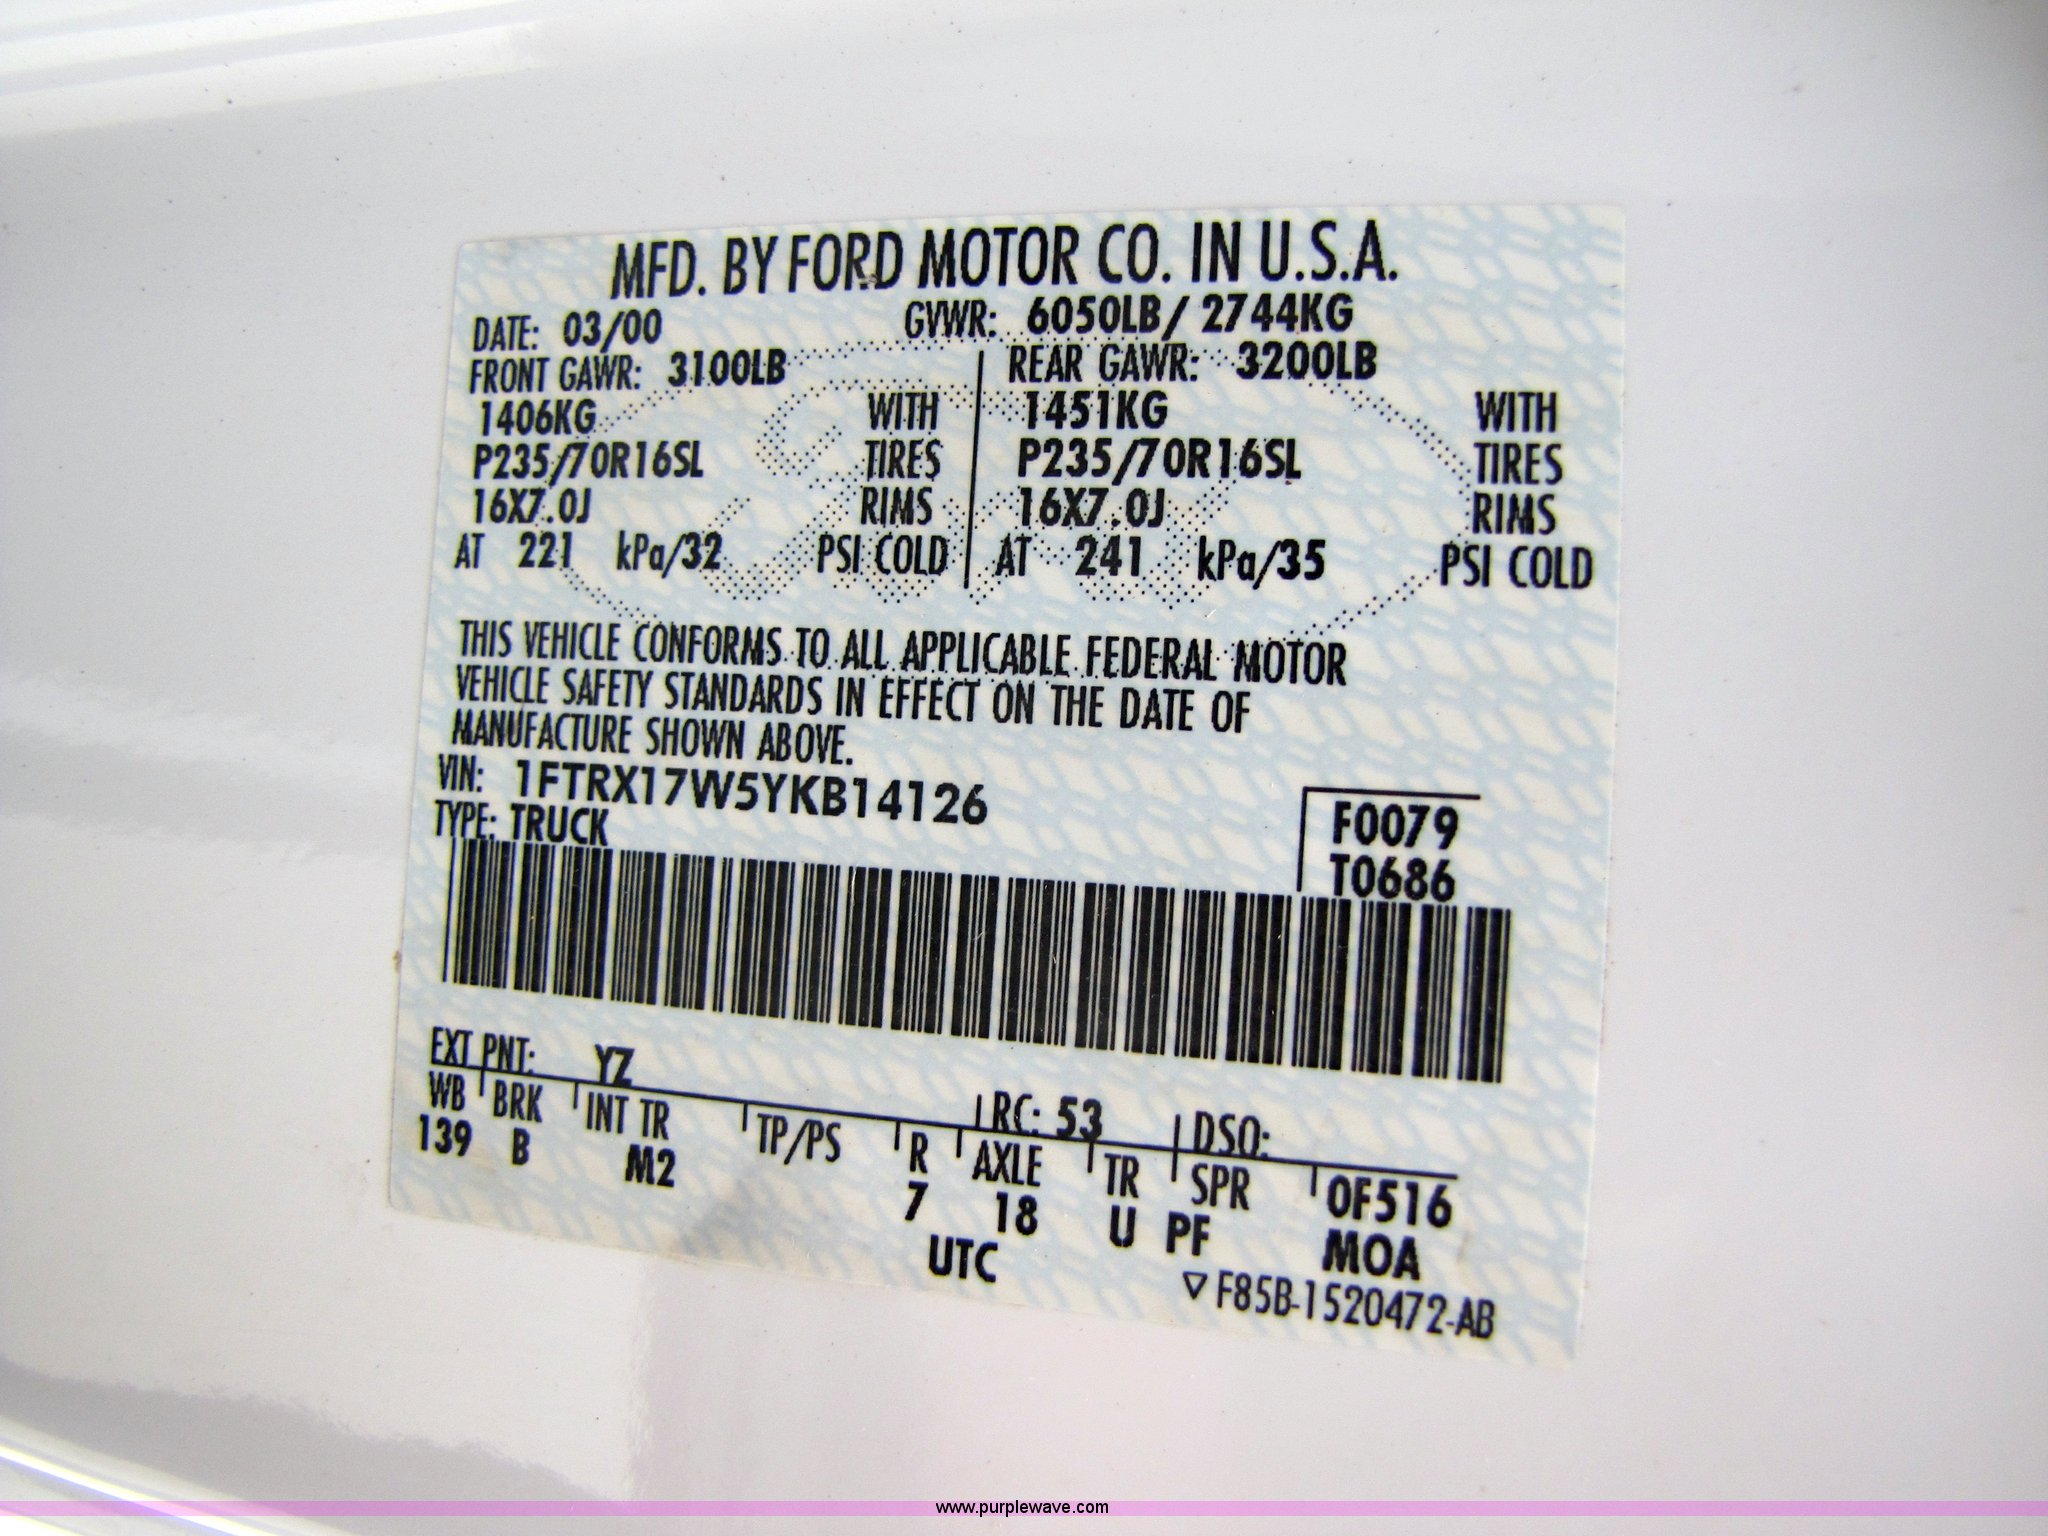 MFD. BY FORD MOTOR CO. IN U.S.A.
DATE: 03/00 GVWR: 6050LB/ 2744KG
FRONT GAWR: 3100LB REAR GAWR: 3200LB
1406KG WITH 1451KG WITH
P235/70R16SL TIRES P235/70R16SL TIRES
16X7.0J RIMS 16X7.0J RIMS
AT 221 kPa/32 PSI COLD AT 241 kPa/35 PSI COLD
THIS VEHICLE CONFORMS TO ALL APPLICABLE FEDERAL MOTOR
VEHICLE SAFETY STANDARDS IN EFFECT ON THE DATE OF
MANUFACTURE SHOWN ABOVE.
VIN: 1FTRX17W5YKB14126 F0079
TYPE: TRUCK T0686
EXT PNT: YZ RC: 53 DSO:
WB BRK INT TR TP/PS R AXLE TR SPR 0F516
139 B M2 7 18 U PF MOA
UTC
▽ F85B-1520472-AB
www.purplewave.com